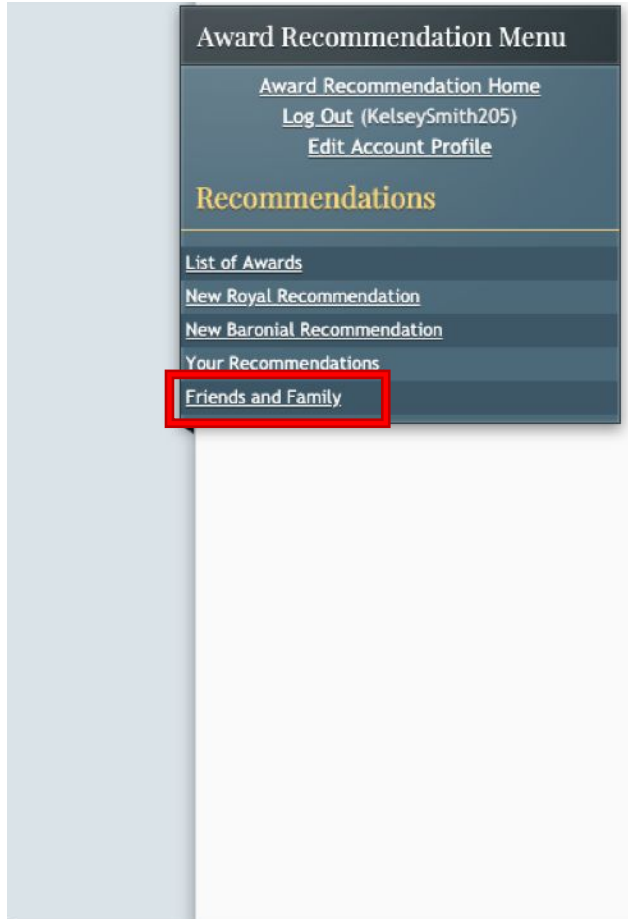 Award Recommendation Menu
Award Recommendation Home
Log Out (KelseySmith205)
Edit Account Profile
Recommendations
List of Awards
New Royal Recommendation
New Baronial Recommendation
Your Recommendations
Friends and Family